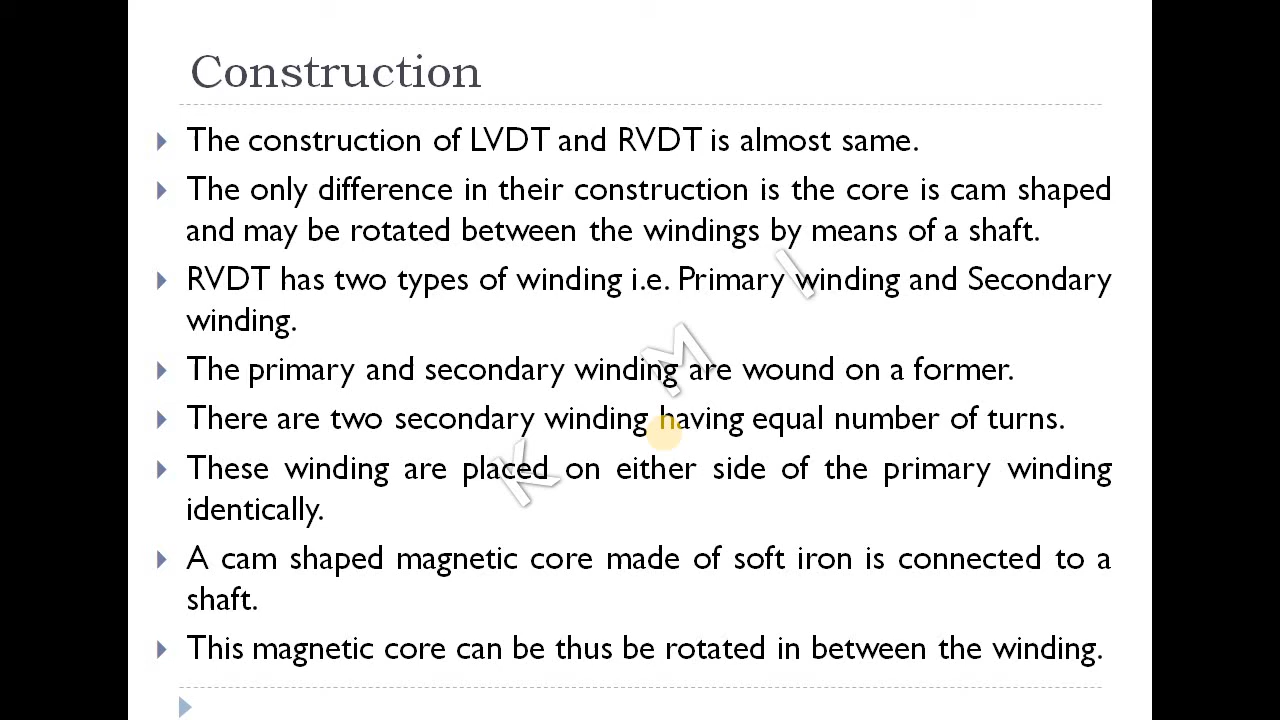 Construction
The construction of LVDT and RVDT is almost same.
The only difference in their construction is the core is cam shaped
and may be rotated between the windings by means of a shaft.
RVDT has two types of winding i.e. Primary winding and Secondary
winding.
The primary and secondary winding are wound on a former.
There are two secondary winding having equal number of turns.
These winding are placed on either side of the primary winding
identically.
A cam shaped magnetic core made of soft iron is connected to a
shaft.
This magnetic core can be thus be rotated in between the winding.
K M I